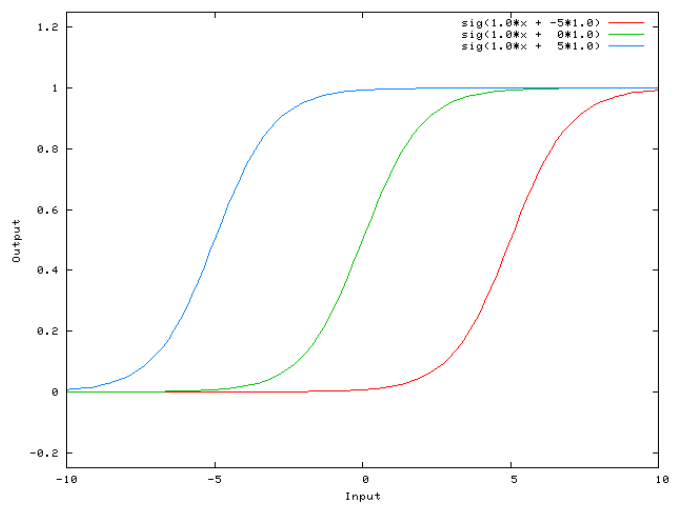 sig(1.0*x + -5*1.0)
sig(1.0*x +  0*1.0)
sig(1.0*x +  5*1.0)
1.2
1
0.8
0.6
0.4
0.2
0
-0.2
Output
-10
-5
0
5
10
Input